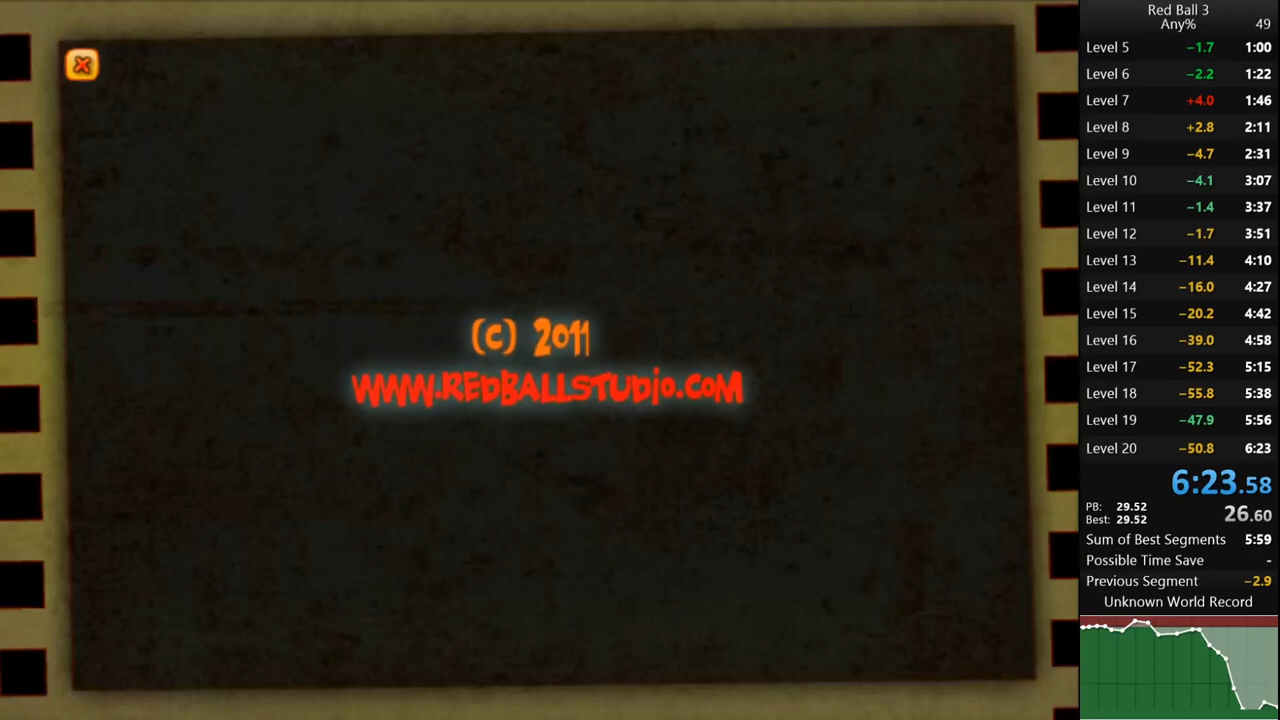 (c) 2011
WWW.REDBALLSTUDiO.COM
Red Ball 3
Any% 49
Level 5 −1.7 1:00
Level 6 −2.2 1:22
Level 7 +4.0 1:46
Level 8 +2.8 2:11
Level 9 −4.7 2:31
Level 10 −4.1 3:07
Level 11 −1.4 3:37
Level 12 −1.7 3:51
Level 13 −11.4 4:10
Level 14 −16.0 4:27
Level 15 −20.2 4:42
Level 16 −39.0 4:58
Level 17 −52.3 5:15
Level 18 −55.8 5:38
Level 19 −47.9 5:56
Level 20 −50.8 6:23
6:23.58
PB: 29.52
Best: 29.52 26.60
Sum of Best Segments 5:59
Possible Time Save -
Previous Segment −2.9
Unknown World Record